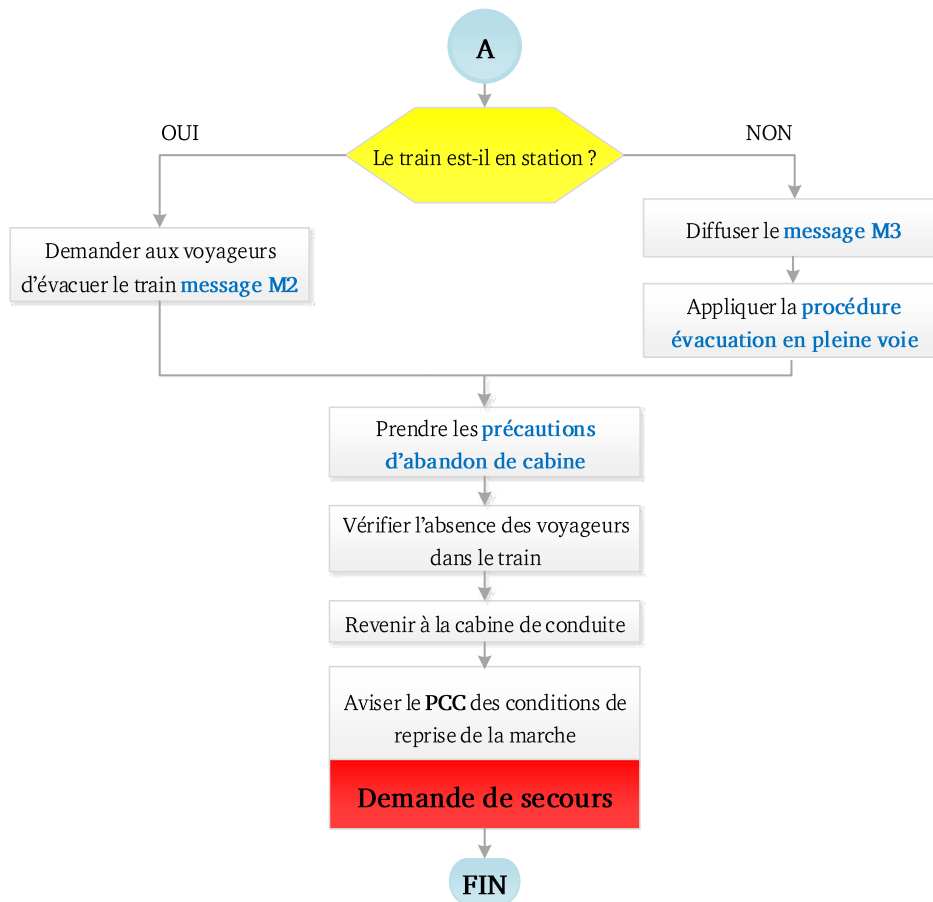 A
OUI
NON
Le train est-il en station ?
Demander aux voyageurs
d'évacuer le train message M2
Diffuser le message M3
Appliquer la procédure
évacuation en pleine voie
Prendre les précautions
d'abandon de cabine
Vérifier l'absence des voyageurs
dans le train
Revenir à la cabine de conduite
Aviser le PCC des conditions de
reprise de la marche
Demande de secours
FIN